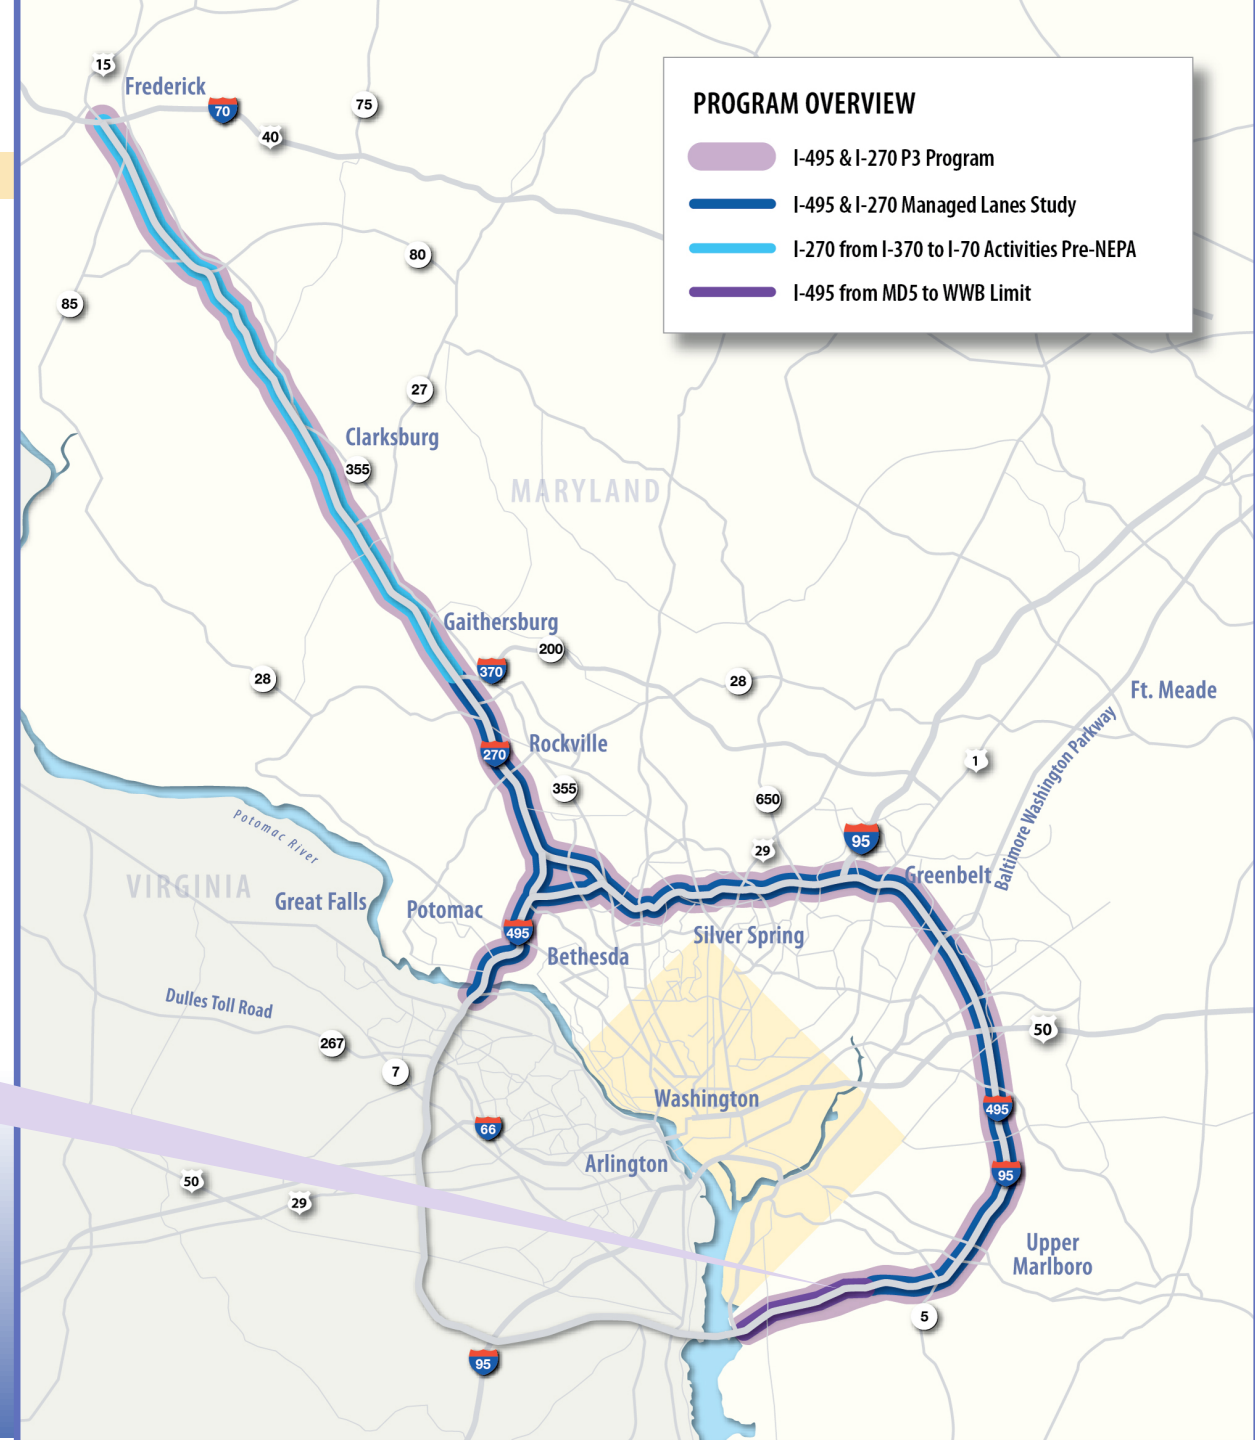 15
Frederick
70
75
40
PROGRAM OVERVIEW
I-495 & I-270 P3 Program
I-495 & I-270 Managed Lanes Study
I-270 from I-370 to I-70 Activities Pre-NEPA
I-495 from MD5 to WWB Limit
80
85
27
Clarksburg
355
MARYLAND
Gaithersburg
200
370
28
28
Ft. Meade
Rockville
270
1
Baltimore Washington Parkway
355
650
Potomac River
29
95
VIRGINIA
Great Falls
Greenbelt
Potomac
495
Silver Spring
Bethesda
Dulles Toll Road
267
50
7
Washington
495
66
Arlington
95
50
29
Upper
Marlboro
5
95